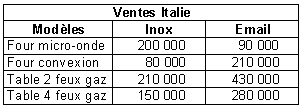 Ventes Italie
Modèles Inox Email
Four micro-onde 200 000 90 000
Four convexion 80 000 210 000
Table 2 feux gaz 210 000 430 000
Table 4 feux gaz 150 000 280 000